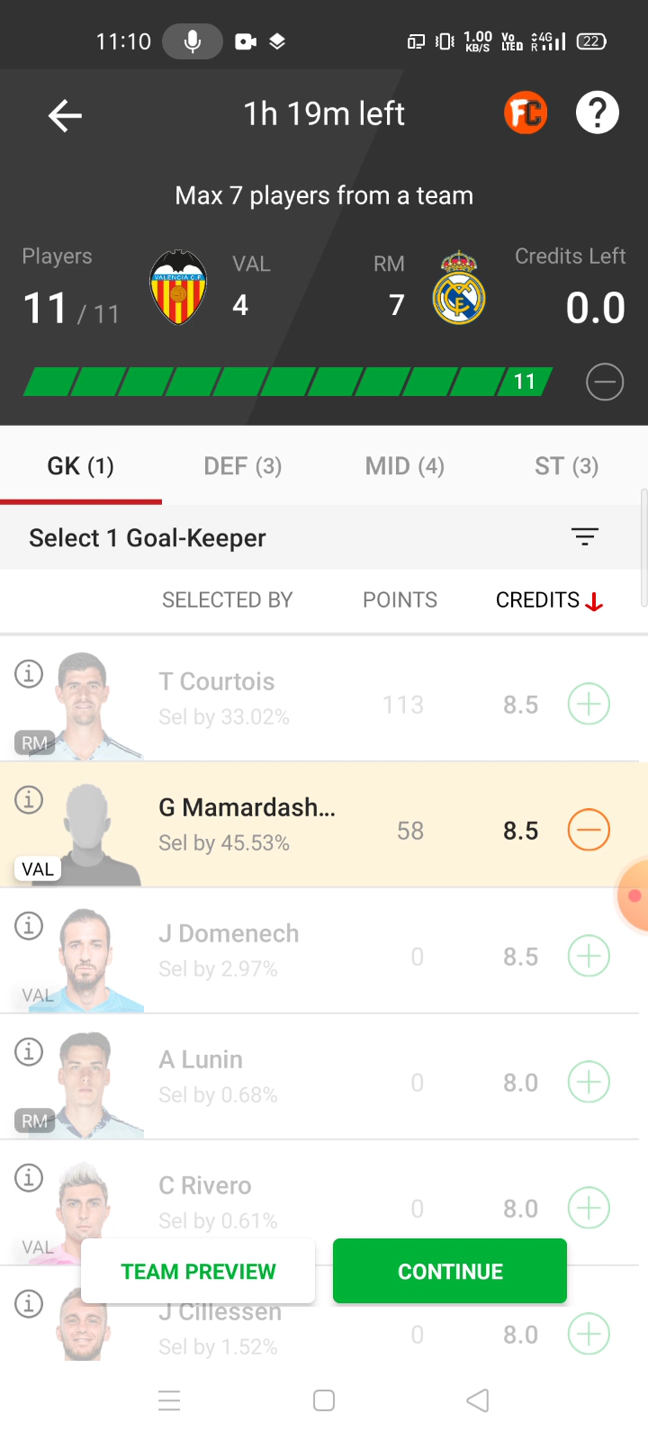 11:10
1.00 KB/S
Vo LTED
4G
R
22
1h 19m left
FC
?
Max 7 players from a team
Players
VAL
RM
Credits Left
VALENCIA C.F
11 / 11
4
7
0.0
11
GK (1)
DEF (3)
MID (4)
ST (3)
Select 1 Goal-Keeper
SELECTED BY
POINTS
CREDITS
T Courtois
Sel by 33.02%
113
8.5
RM
G Mamardash...
Sel by 45.53%
58
8.5
VAL
J Domenech
Sel by 2.97%
0
8.5
VAL
A Lunin
Sel by 0.68%
0
8.0
RM
C Rivero
Sel by 0.61%
0
8.0
VAL
TEAM PREVIEW
CONTINUE
J Cillessen
Sel by 1.52%
0
8.0